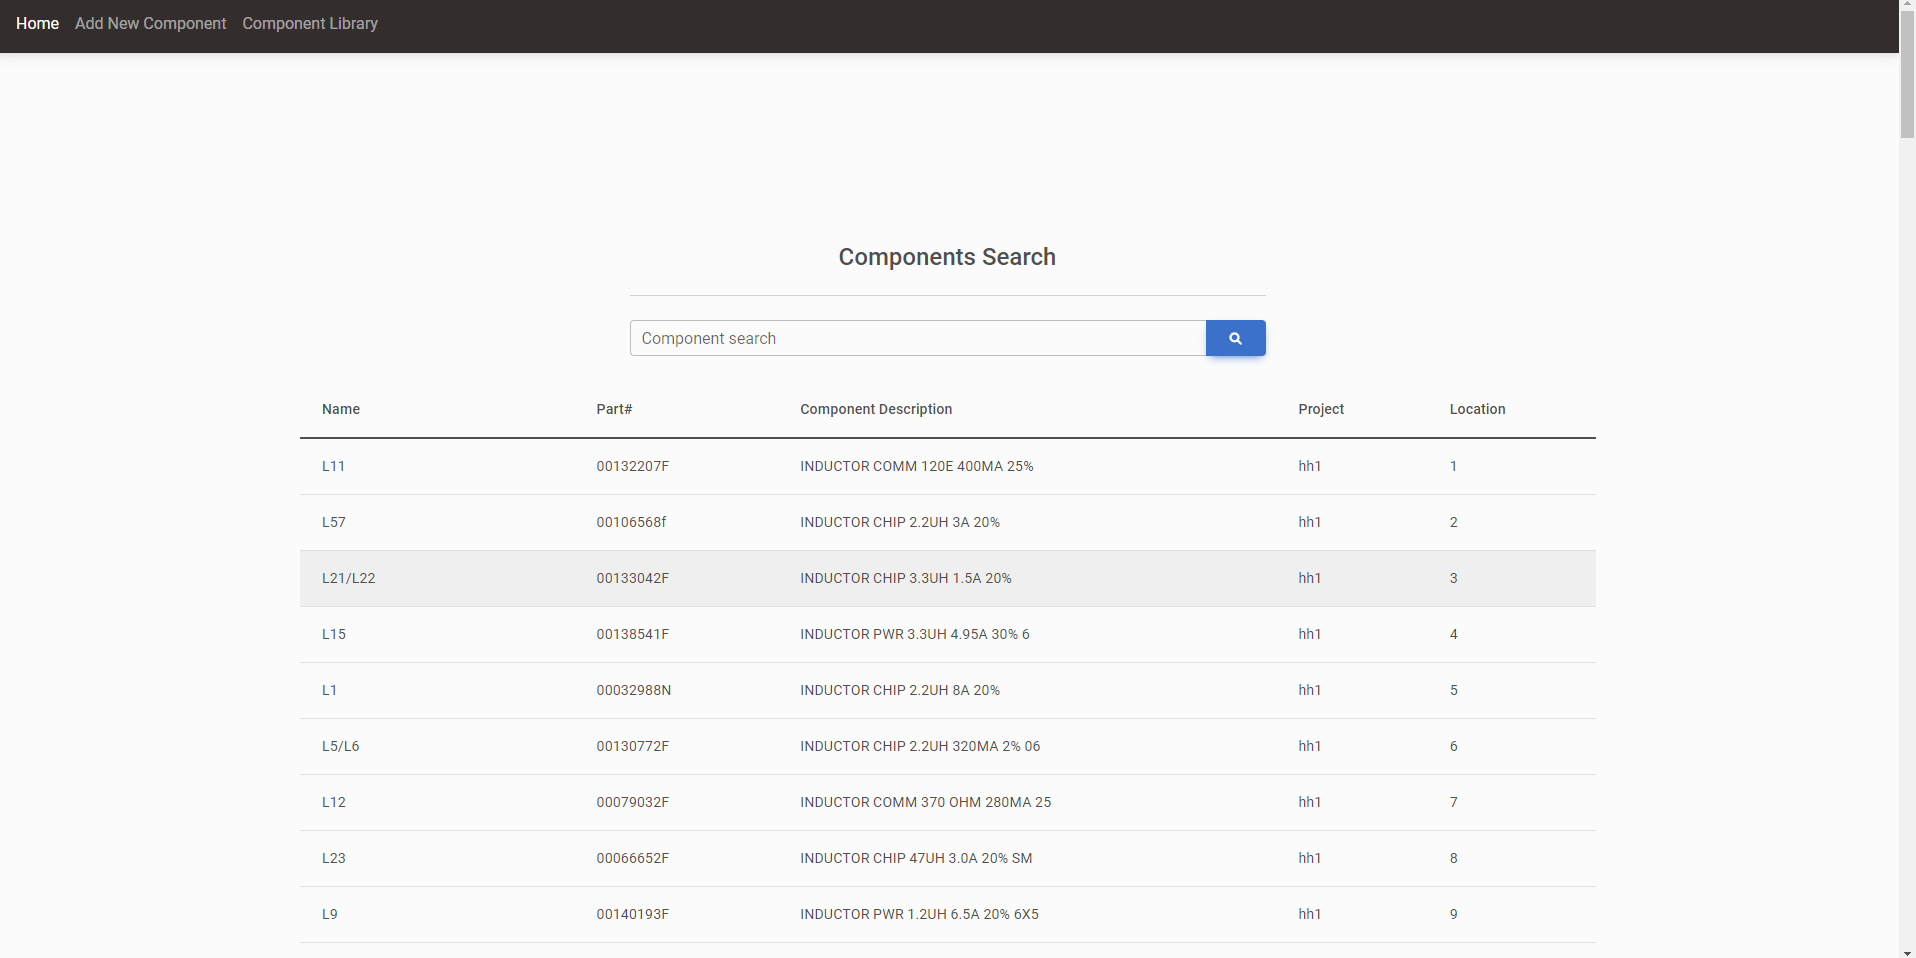 Home Add New Component Component Library
Components Search
Component search
Name Part# Component Description Project Location
L11 00132207F INDUCTOR COMM 120E 400MA 25% hh1 1
L57 00106568f INDUCTOR CHIP 2.2UH 3A 20% hh1 2
L21/L22 00133042F INDUCTOR CHIP 3.3UH 1.5A 20% hh1 3
L15 00138541F INDUCTOR PWR 3.3UH 4.95A 30% 6 hh1 4
L1 00032988N INDUCTOR CHIP 2.2UH 8A 20% hh1 5
L5/L6 00130772F INDUCTOR CHIP 2.2UH 320MA 2% 06 hh1 6
L12 00079032F INDUCTOR COMM 370 OHM 280MA 25 hh1 7
L23 00066652F INDUCTOR CHIP 47UH 3.0A 20% SM hh1 8
L9 00140193F INDUCTOR PWR 1.2UH 6.5A 20% 6X5 hh1 9